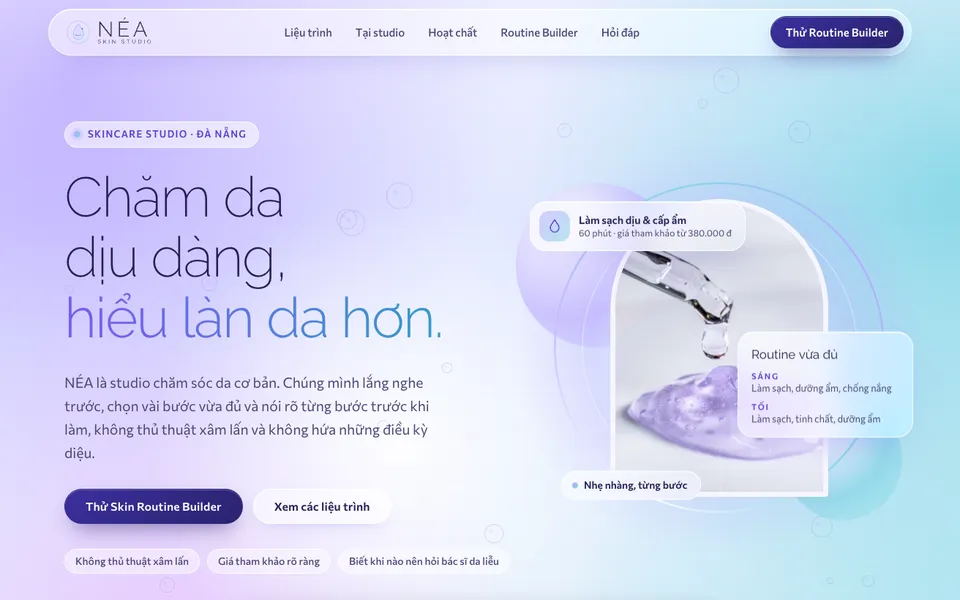 NÉA
SKIN STUDIO
Liệu trình
Tại studio
Hoạt chất
Routine Builder
Hỏi đáp
Thử Routine Builder
SKINCARE STUDIO · ĐÀ NẴNG
Chăm da
dịu dàng,
hiểu làn da hơn.
NÉA là studio chăm sóc da cơ bản. Chúng mình lắng nghe
trước, chọn vài bước vừa đủ và nói rõ từng bước trước khi
làm, không thủ thuật xâm lấn và không hứa những điều kỳ
diệu.
Thử Skin Routine Builder
Xem các liệu trình
Không thủ thuật xâm lấn
Giá tham khảo rõ ràng
Biết khi nào nên hỏi bác sĩ da liễu
Làm sạch dịu & cấp ẩm
60 phút · giá tham khảo từ 380.000 đ
Routine vừa đủ
SÁNG
Làm sạch, dưỡng ẩm, chống nắng
TỐI
Làm sạch, tinh chất, dưỡng ẩm
Nhẹ nhàng, từng bước